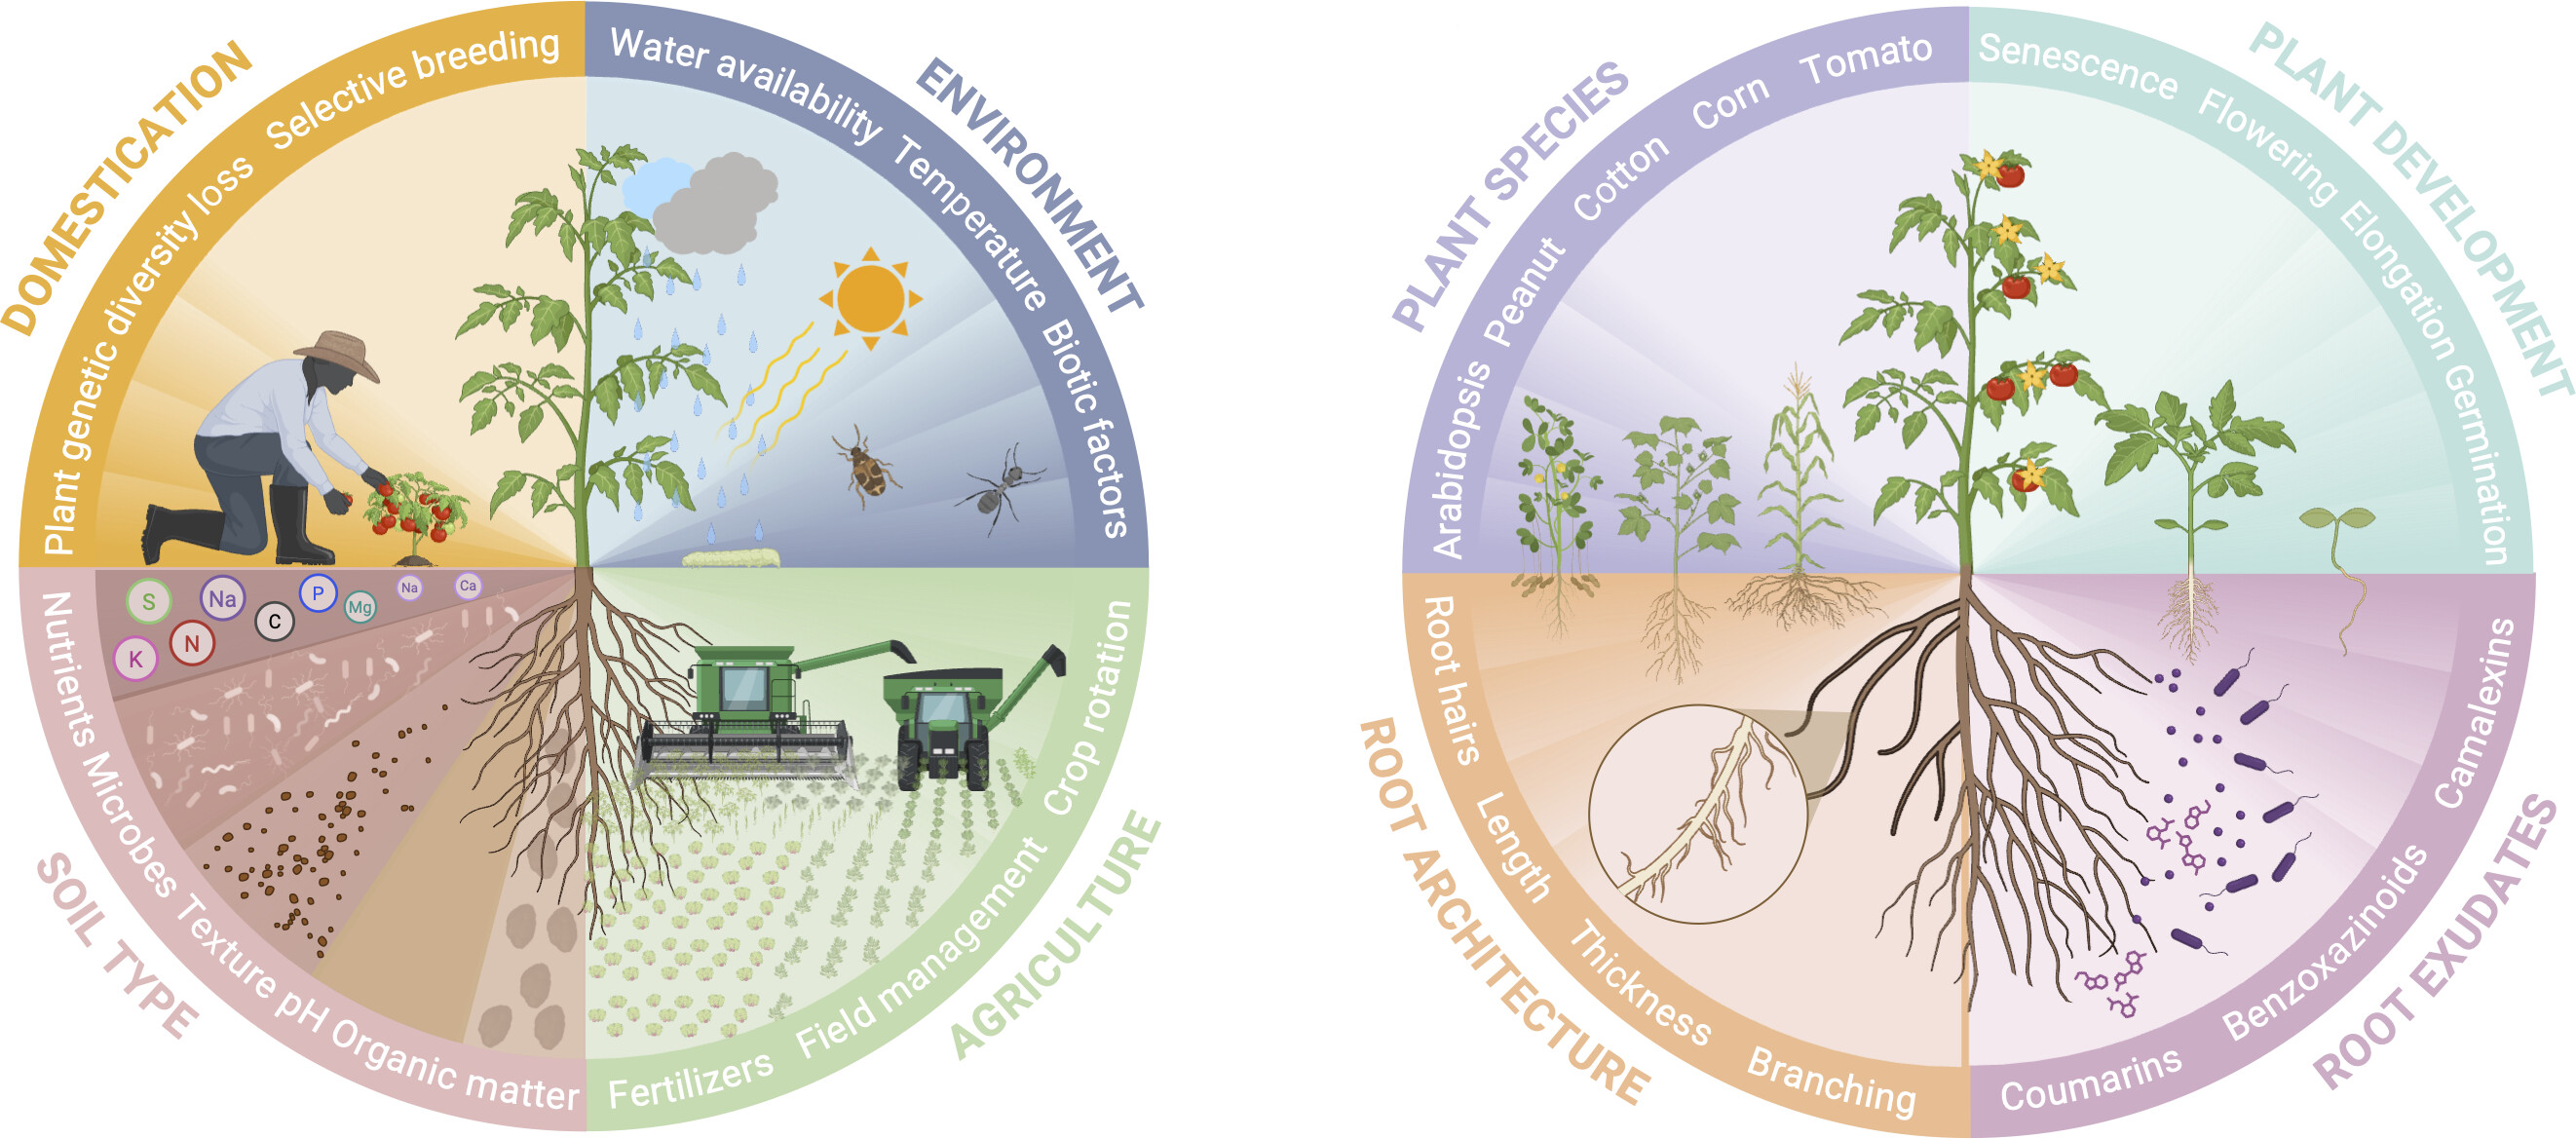 DOMESTICATION
Plant genetic diversity loss
Selective breeding
ENVIRONMENT
Water availability
Temperature
Biotic factors
SOIL TYPE
Nutrients
Microbes
Texture
pH
Organic matter
S
Na
P
Na
Ca
C
Mg
K
N
AGRICULTURE
Fertilizers
Field management
Crop rotation
PLANT SPECIES
Arabidopsis
Peanut
Cotton
Corn
Tomato
PLANT DEVELOPMENT
Senescence
Flowering
Elongation
Germination
ROOT ARCHITECTURE
Root hairs
Length
Thickness
Branching
ROOT EXUDATES
Coumarins
Benzoxazinoids
Camalexins